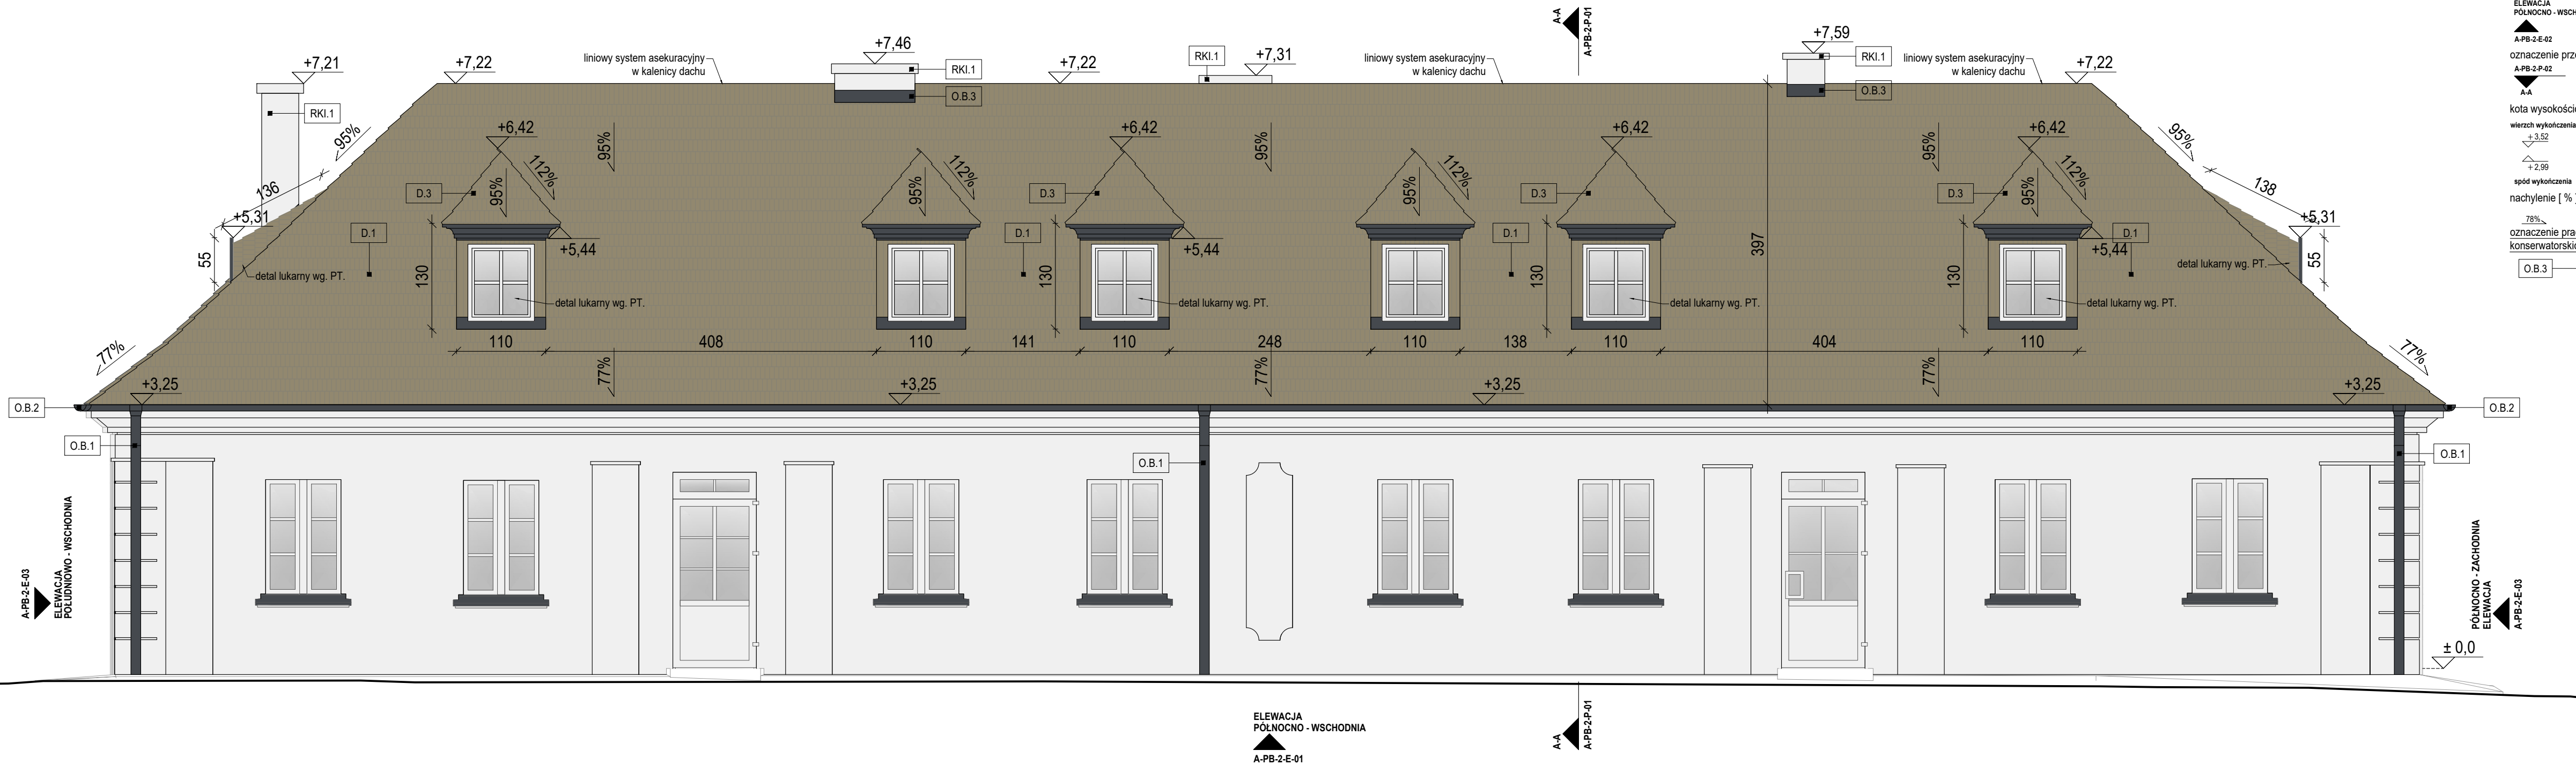 A-A
A-PB-2-P-01
+7,21
+7,22
liniowy system asekuracyjny
w kalenicy dachu
+7,46
RKI.1
O.B.3
+7,22
RKI.1
+7,31
liniowy system asekuracyjny
w kalenicy dachu
+7,59
RKI.1
O.B.3
liniowy system asekuracyjny
w kalenicy dachu
+7,22
RKI.1
95%
136
+5,31
55
77%
D.1
detal lukarny wg. PT.
+6,42
D.3
95%
112%
+5,44
130
detal lukarny wg. PT.
95%
95%
112%
D.1
+6,42
D.3
+5,44
130
detal lukarny wg. PT.
95%
95%
112%
D.1
+6,42
D.3
130
detal lukarny wg. PT.
397
95%
+6,42
D.3
95%
112%
+5,44
130
detal lukarny wg. PT.
D.1
95%
138
+5,31
55
detal lukarny wg. PT.
77%
110
408
110
141
110
248
110
138
110
404
110
77%
77%
77%
+3,25
+3,25
+3,25
+3,25
O.B.2
O.B.2
O.B.1
O.B.1
O.B.1
A-PB-2-E-03
ELEWACJA
POŁUDNIOWO - WSCHODNIA
PÓŁNOCNO - ZACHODNIA
ELEWACJA
A-PB-2-E-03
± 0,0
ELEWACJA
PÓŁNOCNO - WSCHODNIA
A-PB-2-E-01
A-A
A-PB-2-P-01
ELEWACJA
PÓŁNOCNO - WSCH
A-PB-2-E-02
oznaczenie prze
A-PB-2-P-02
A-A
kota wysokości
wierzch wykończenia
+3,52
+2,99
spód wykończenia
nachylenie [ % ]
78%
oznaczenie pra
konserwatorski
O.B.3